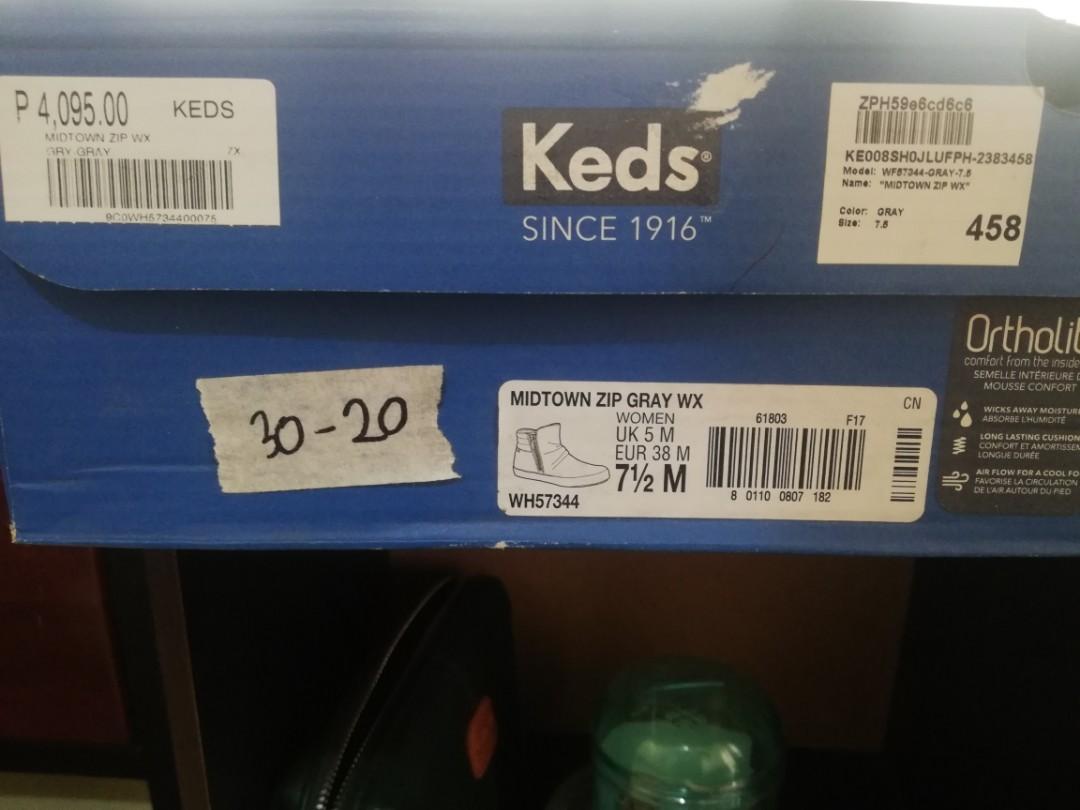 P 4,095.00 KEDS
MIDTOWN ZIP WX
GRY-GRAY 7X
9C0WH5734400075
Keds®
SINCE 1916™
ZPH59e6cd6c6
KE008SH0JLUFPH-2383458
Model: WF57344-GRAY-7.5
Name: "MIDTOWN ZIP WX"
Color: GRAY
Size: 7.5
458
30-20
MIDTOWN ZIP GRAY WX CN
WOMEN 61803 F17
UK 5 M
EUR 38 M
7½ M
WH57344
8 0110 0807 182
Ortholit
comfort from the inside
SEMELLE INTÉRIEURE
MOUSSE CONFORT
WICKS AWAY MOISTURE
ABSORBE L'HUMIDITÉ
LONG LASTING CUSHION
CONFORT ET AMORTISSEM
LONGUE DURÉE
AIR FLOW FOR A COOL FO
FAVORISE LA CIRCULATION
DE L'AIR AUTOUR DU PIED